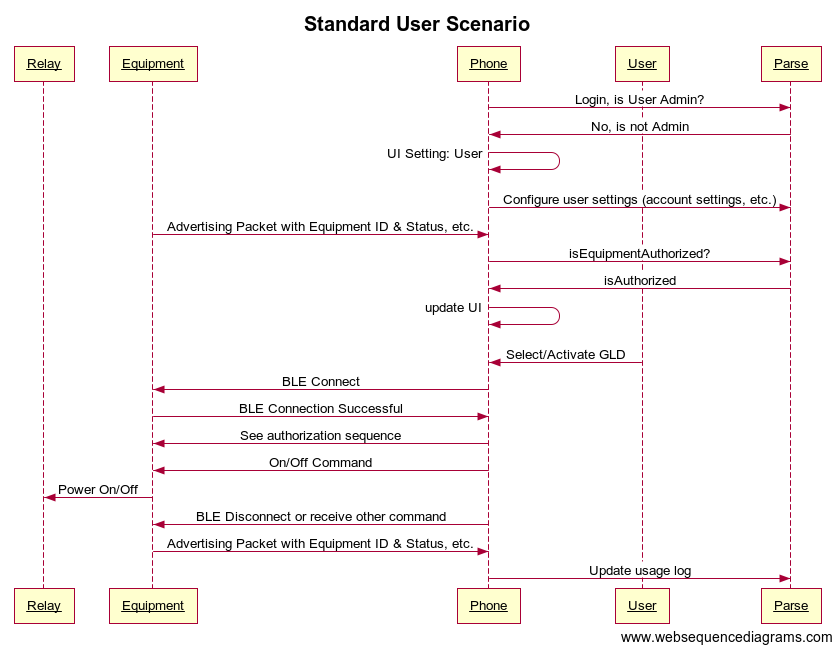 Standard User Scenario
Relay Equipment Phone User Parse
Login, is User Admin?
No, is not Admin
UI Setting: User
Configure user settings (account settings, etc.)
Advertising Packet with Equipment ID & Status, etc.
isEquipmentAuthorized?
isAuthorized
update UI
Select/Activate GLD
BLE Connect
BLE Connection Successful
See authorization sequence
On/Off Command
Power On/Off
BLE Disconnect or receive other command
Advertising Packet with Equipment ID & Status, etc.
Update usage log
Relay Equipment Phone User Parse
www.websequencediagrams.com